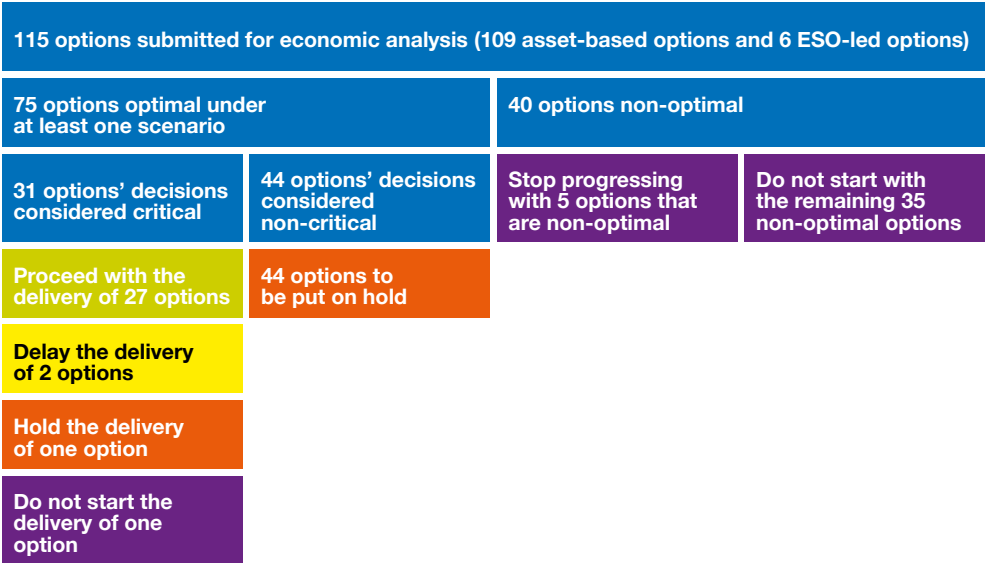 115 options submitted for economic analysis (109 asset-based options and 6 ESO-led options)
75 options optimal under
at least one scenario
40 options non-optimal
31 options’ decisions
considered critical
44 options’ decisions
considered
non-critical
Stop progressing
with 5 options that
are non-optimal
Do not start with
the remaining 35
non-optimal options
Proceed with the
delivery of 27 options
44 options to
be put on hold
Delay the delivery
of 2 options
Hold the delivery
of one option
Do not start the
delivery of one
option